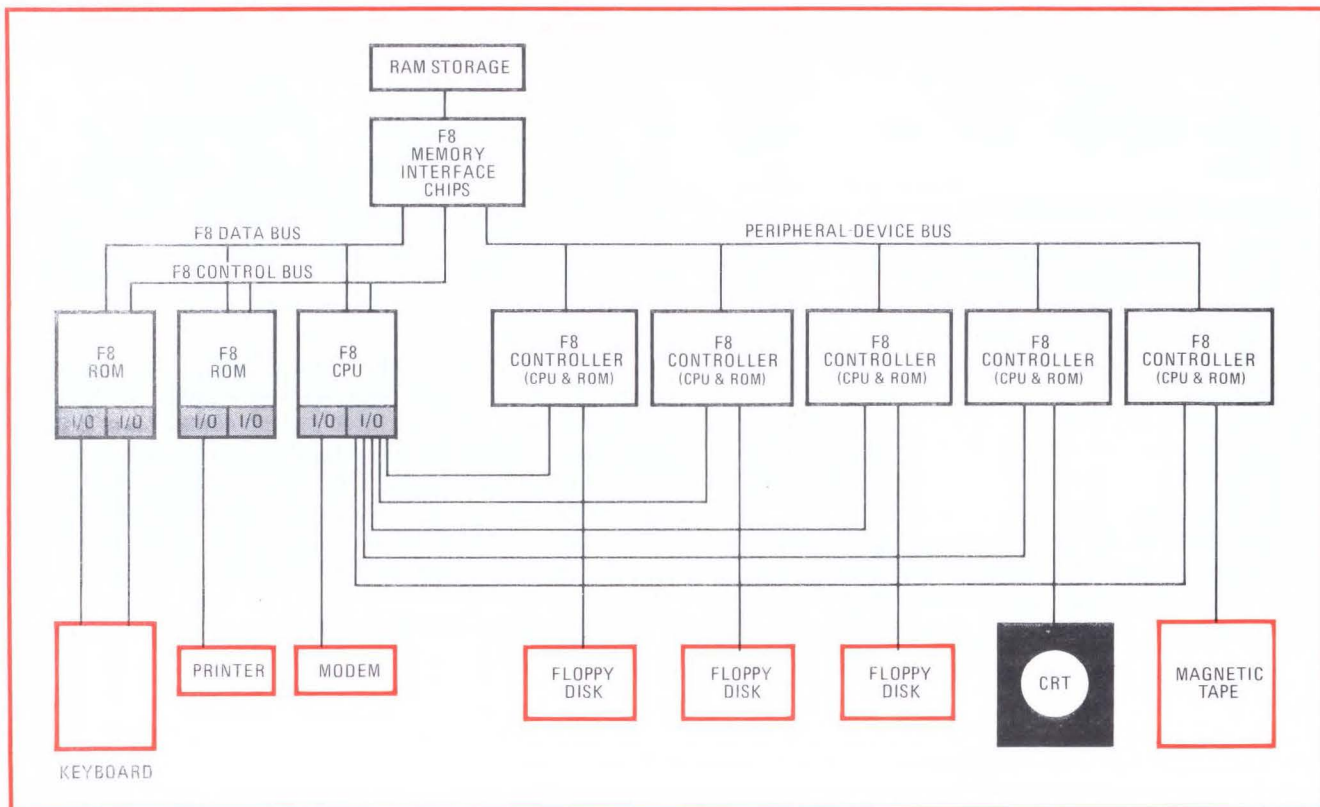 RAM STORAGE
F8
MEMORY
INTERFACE
CHIPS
F8 DATA BUS
PERIPHERAL-DEVICE BUS
F8 CONTROL BUS
F8
ROM
I/O I/O
F8
ROM
I/O I/O
F8
CPU
I/O I/O
F8
CONTROLLER
(CPU & ROM)
F8
CONTROLLER
(CPU & ROM)
F8
CONTROLLER
(CPU & ROM)
F8
CONTROLLER
(CPU & ROM)
F8
CONTROLLER
(CPU & ROM)
KEYBOARD
PRINTER
MODEM
FLOPPY
DISK
FLOPPY
DISK
FLOPPY
DISK
CRT
MAGNETIC
TAPE